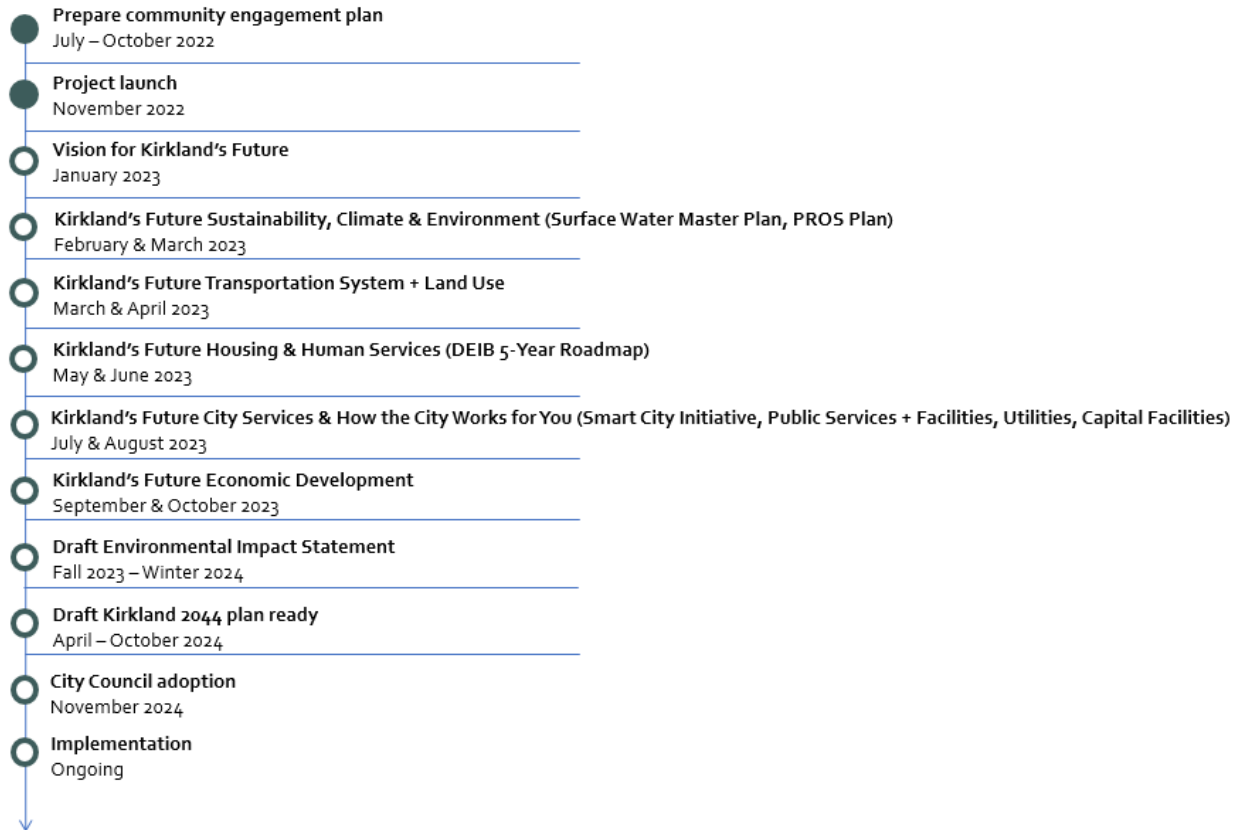 Prepare community engagement plan
July – October 2022
Project launch
November 2022
Vision for Kirkland's Future
January 2023
Kirkland's Future Sustainability, Climate & Environment (Surface Water Master Plan, PROS Plan)
February & March 2023
Kirkland's Future Transportation System + Land Use
March & April 2023
Kirkland's Future Housing & Human Services (DEIB 5-Year Roadmap)
May & June 2023
Kirkland's Future City Services & How the City Works for You (Smart City Initiative, Public Services + Facilities, Utilities, Capital Facilities)
July & August 2023
Kirkland's Future Economic Development
September & October 2023
Draft Environmental Impact Statement
Fall 2023 – Winter 2024
Draft Kirkland 2044 plan ready
April – October 2024
City Council adoption
November 2024
Implementation
Ongoing